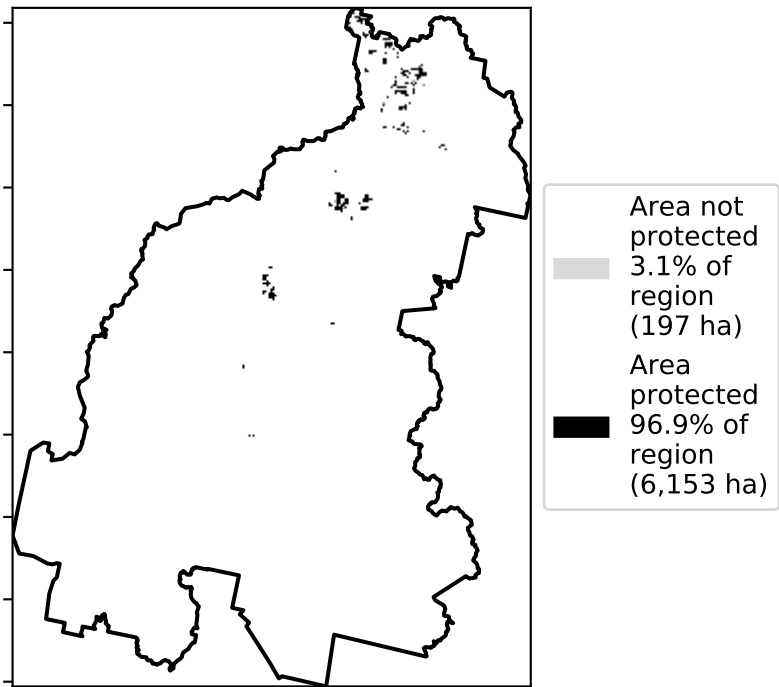 Area not
protected
3.1% of
region
(197 ha)
Area
protected
96.9% of
region
(6,153 ha)